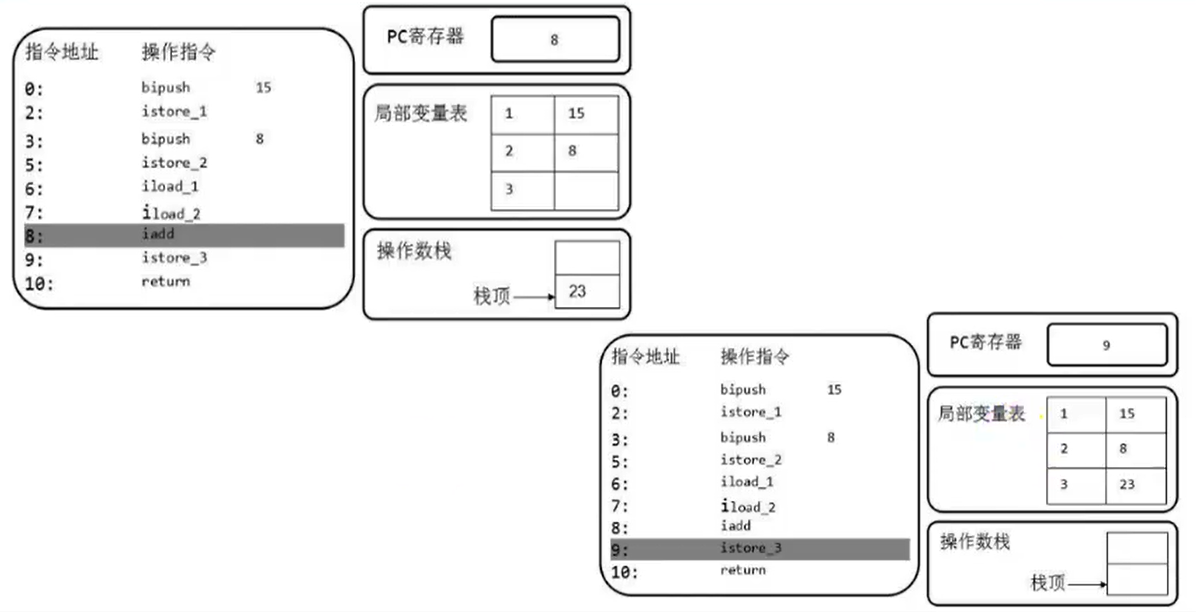 指令地址 操作指令
0: bipush 15
2: istore_1
3: bipush 8
5: istore_2
6: iload_1
7: iload_2
8: iadd
9: istore_3
10: return
PC寄存器 8
局部变量表 1 15
2 8
3
操作数栈
栈顶 23
指令地址 操作指令
0: bipush 15
2: istore_1
3: bipush 8
5: istore_2
6: iload_1
7: iload_2
8: iadd
9: istore_3
10: return
PC寄存器 9
局部变量表 1 15
2 8
3 23
操作数栈
栈顶